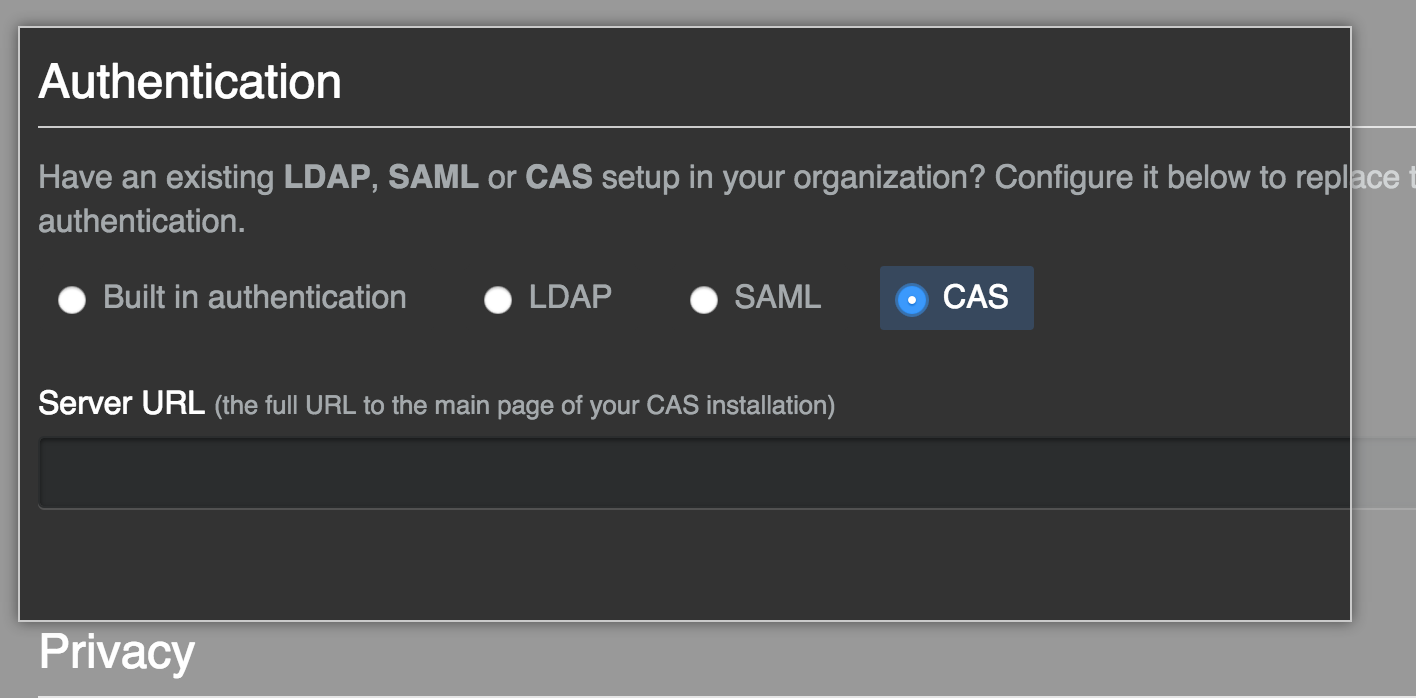 Authentication
Have an existing LDAP, SAML or CAS setup in your organization? Configure it below to replace
authentication.
Built in authentication LDAP SAML CAS
Server URL (the full URL to the main page of your CAS installation)
Privacy